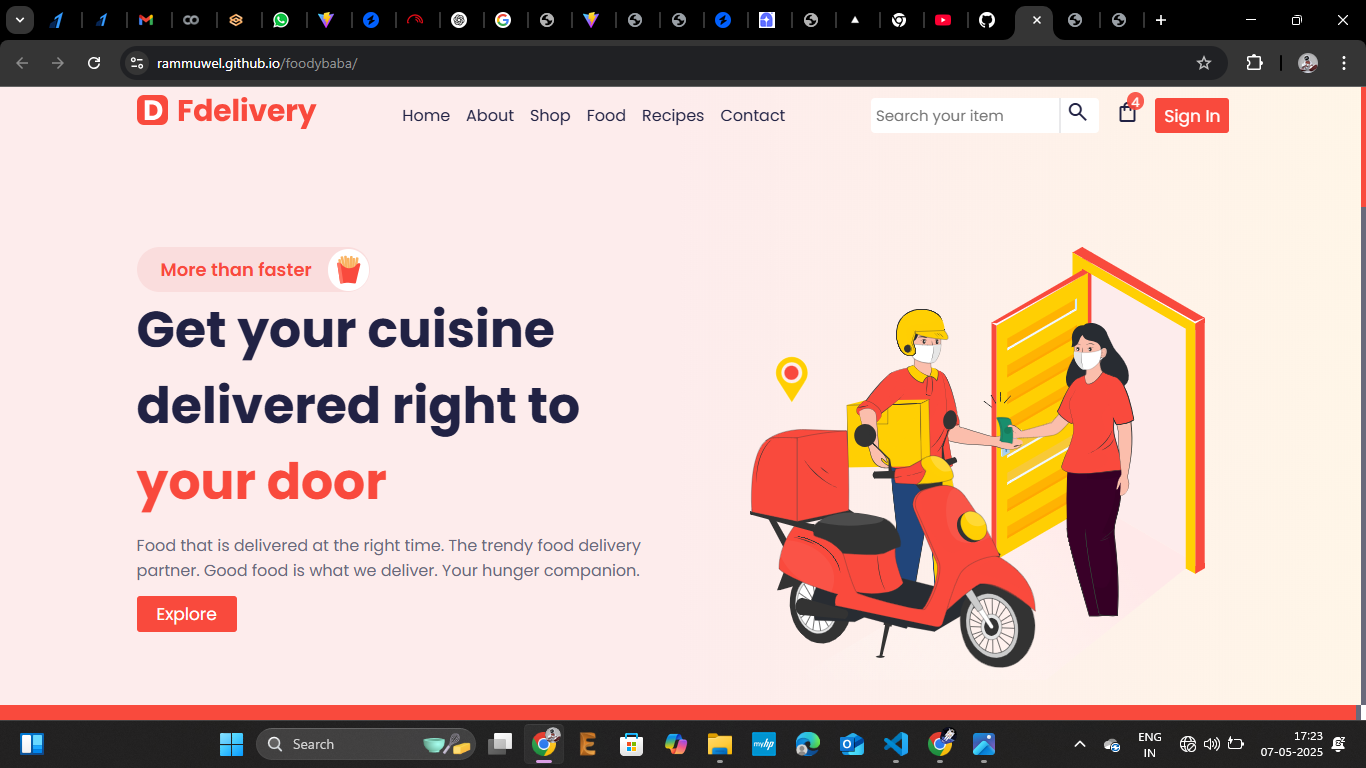 rammuwel.github.io/foodybaba/
D Fdelivery
Home About Shop Food Recipes Contact
Search your item
4
Sign In
More than faster
Get your cuisine
delivered right to
your door
Food that is delivered at the right time. The trendy food delivery
partner. Good food is what we deliver. Your hunger companion.
Explore
Search
myhp
ENG
IN
17:23
07-05-2025